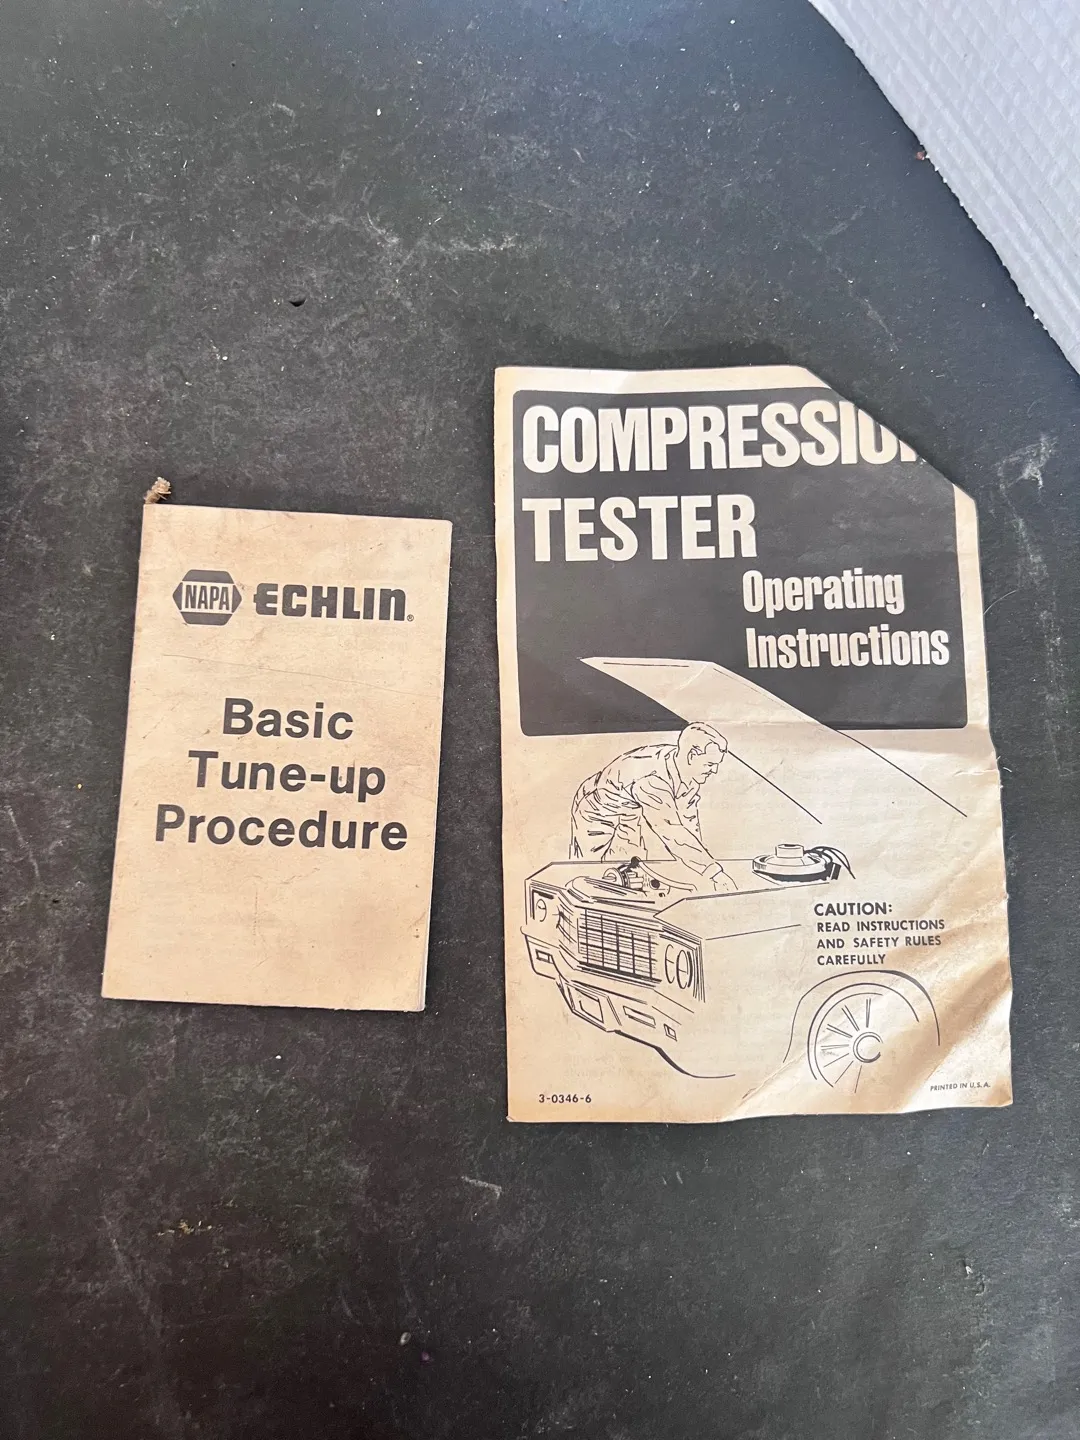 NAPA ECHLIN®
Basic
Tune-up
Procedure
COMPRESSIO
TESTER
Operating
Instructions
CAUTION:
READ INSTRUCTIONS
AND SAFETY RULES
CAREFULLY
3-0346-6
PRINTED IN U.S.A.